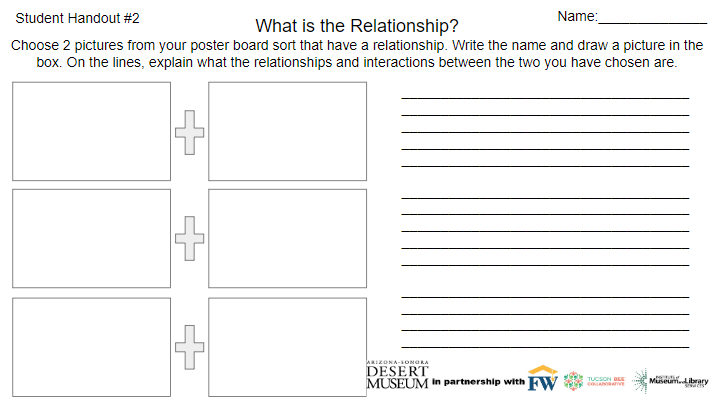 Student Handout #2
Name:______________
What is the Relationship?
Choose 2 pictures from your poster board sort that have a relationship. Write the name and draw a picture in the
box. On the lines, explain what the relationships and interactions between the two you have chosen are.
ARIZONA-SONORA
DESERT
MUSEUM in partnership with FW
TUCSON BEE
COLLABORATIVE
INSTITUTE of
Museum and Library
SERVICES